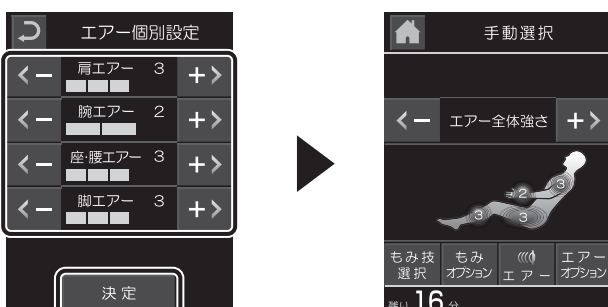 エアー個別設定
肩エアー 3
腕エアー 2
座・腰エアー 3
脚エアー 3
決定
手動選択
エアー全体強さ
2
3
3
3
もみ技選択
もみオプション
エアー
エアーオプション
16分